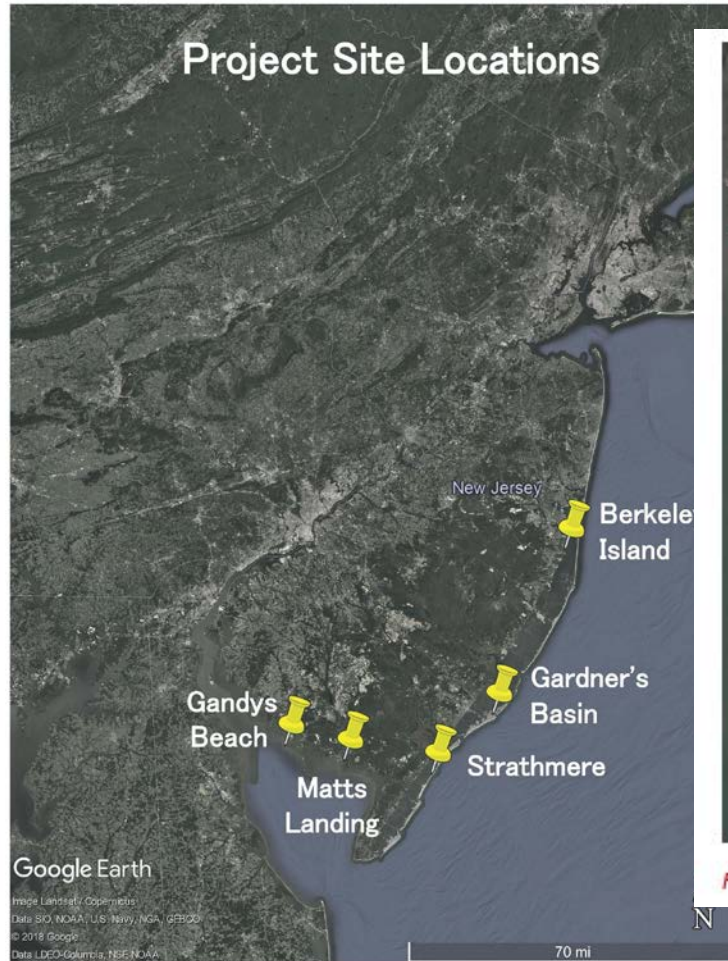 Project Site Locations
New Jersey
Berkele
Island
Gardner's
Basin
Gandys
Beach
Strathmere
Matts
Landing
Google Earth
Image Landsat / Copernicus
Data SIO, NOAA, U.S. Navy, NGA, GEBCO
© 2018 Google
Data LDEO-Columbia, NSF, NOAA
N
70 mi